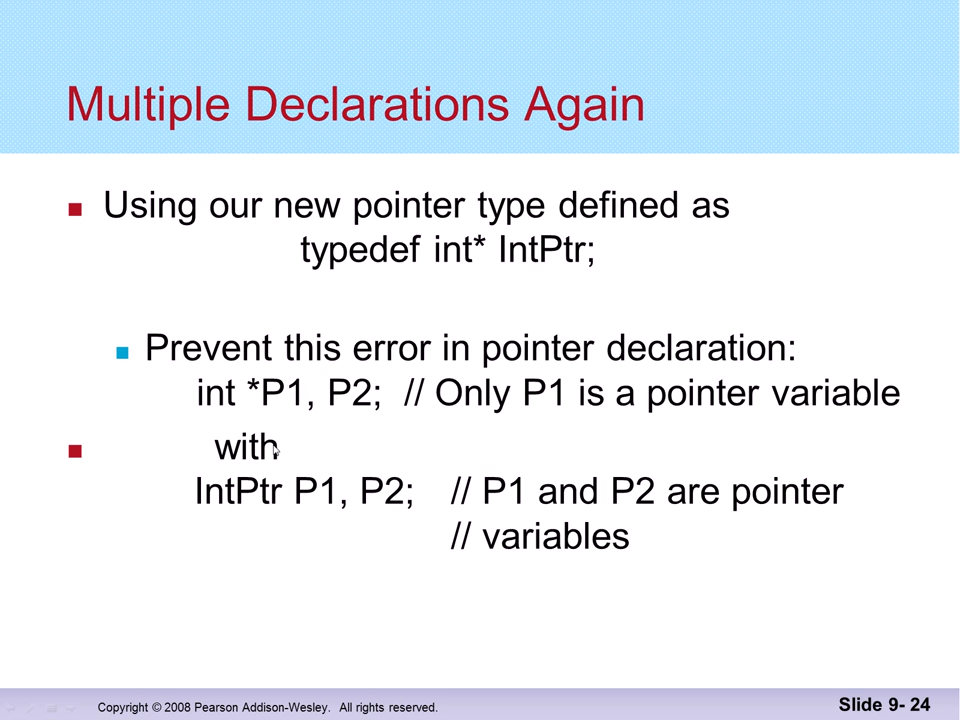 Multiple Declarations Again
Using our new pointer type defined as
typedef int* IntPtr;
Prevent this error in pointer declaration:
int *P1, P2; // Only P1 is a pointer variable
with
IntPtr P1, P2; // P1 and P2 are pointer
// variables
Copyright © 2008 Pearson Addison-Wesley. All rights reserved.
Slide 9- 24